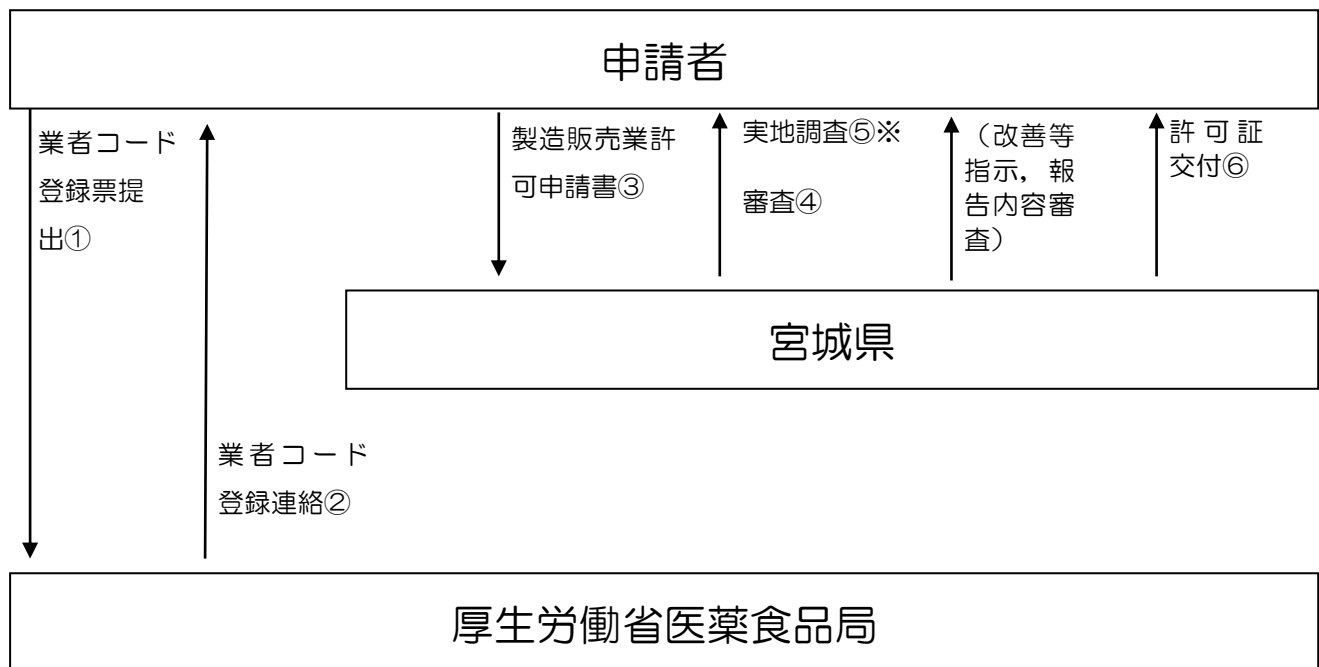 申請者
業者コード
登録票提
出①
製造販売業許
可申請書③
実地調査⑤※
審査④
（改善等
指示，報
告内容審
査）
許可証
交付⑥
宮城県
業者コード
登録連絡②
厚生労働省医薬食品局